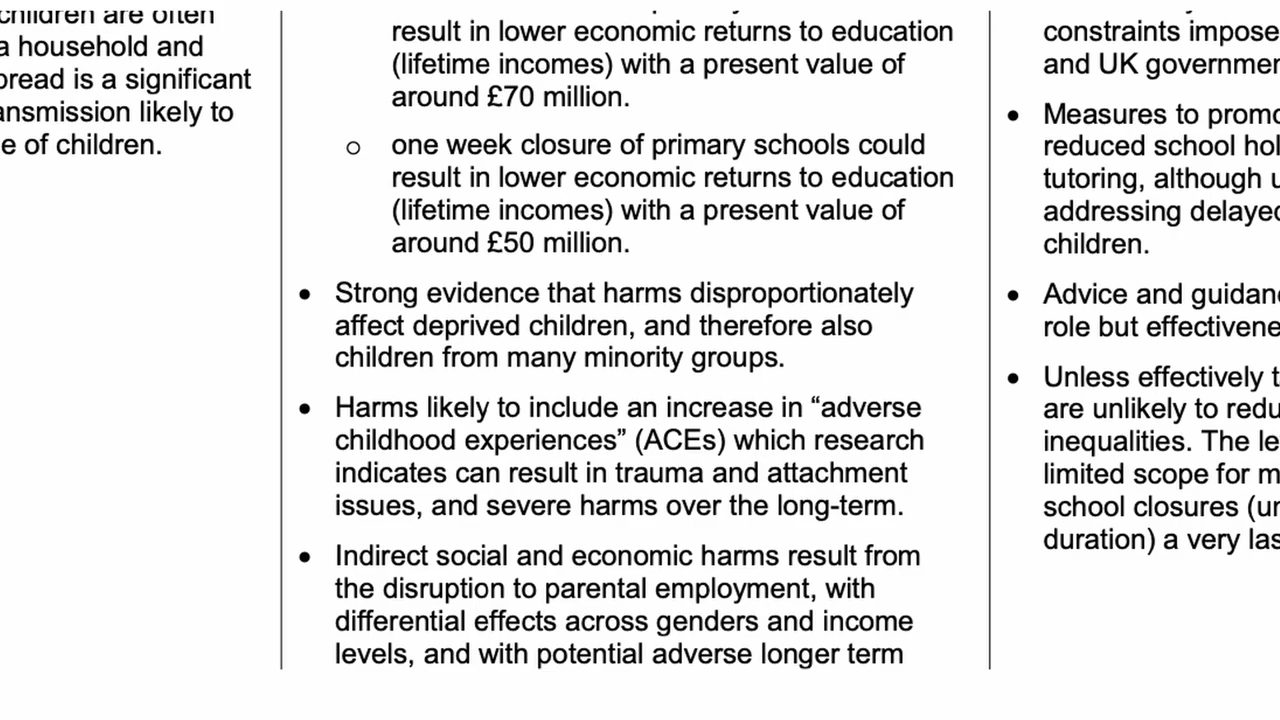 children are often
a household and
pread is a significant
ansmission likely to
e of children.
result in lower economic returns to education
(lifetime incomes) with a present value of
around £70 million.
o one week closure of primary schools could
result in lower economic returns to education
(lifetime incomes) with a present value of
around £50 million.
• Strong evidence that harms disproportionately
affect deprived children, and therefore also
children from many minority groups.
• Harms likely to include an increase in “adverse
childhood experiences” (ACEs) which research
indicates can result in trauma and attachment
issues, and severe harms over the long-term.
• Indirect social and economic harms result from
the disruption to parental employment, with
differential effects across genders and income
levels, and with potential adverse longer term
constraints impose
and UK governmen
• Measures to promo
reduced school hol
tutoring, although u
addressing delayed
children.
• Advice and guidanc
role but effectivene
• Unless effectively t
are unlikely to redu
inequalities. The le
limited scope for m
school closures (un
duration) a very las